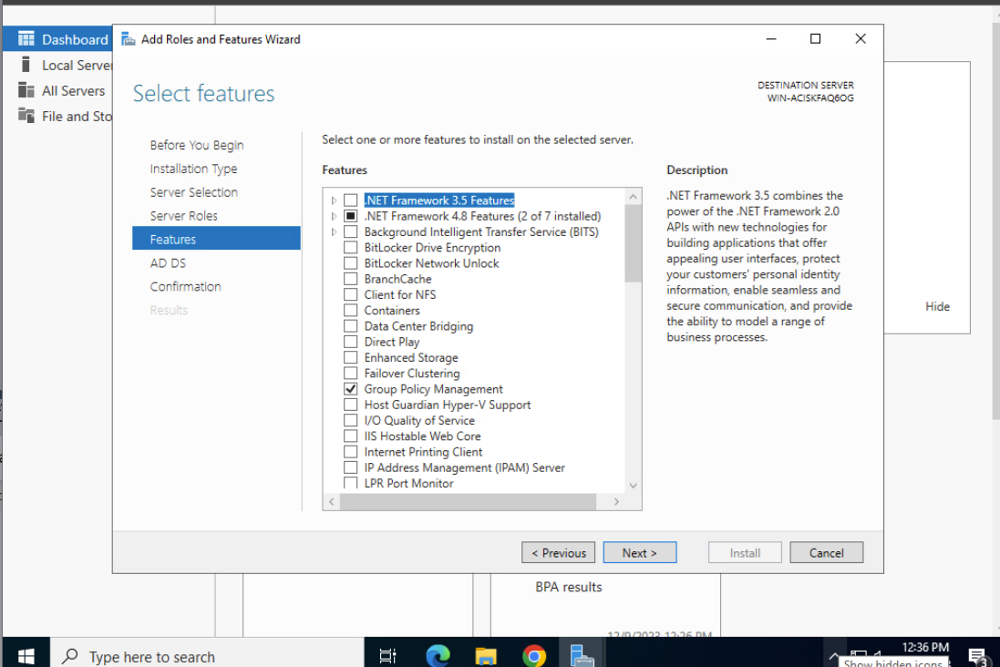 Add Roles and Features Wizard
Dashboard
Local Server
All Servers
File and Sto
Select features
DESTINATION SERVER
WIN-ACISKFAQ6OG
Before You Begin
Installation Type
Server Selection
Server Roles
Features
AD DS
Confirmation
Results
Select one or more features to install on the selected server.
Features
.NET Framework 3.5 Features
.NET Framework 4.8 Features (2 of 7 installed)
Background Intelligent Transfer Service (BITS)
BitLocker Drive Encryption
BitLocker Network Unlock
BranchCache
Client for NFS
Containers
Data Center Bridging
Direct Play
Enhanced Storage
Failover Clustering
Group Policy Management
Host Guardian Hyper-V Support
I/O Quality of Service
IIS Hostable Web Core
Internet Printing Client
IP Address Management (IPAM) Server
LPR Port Monitor
Description
.NET Framework 3.5 combines the
power of the .NET Framework 2.0
APIs with new technologies for
building applications that offer
appealing user interfaces, protect
your customers' personal identity
information, enable seamless and
secure communication, and provide
the ability to model a range of
business processes.
Hide
< Previous
Next >
Install
Cancel
BPA results
12/9/2023 12:26 PM
Type here to search
12:36 PM
Show hidden icons
3